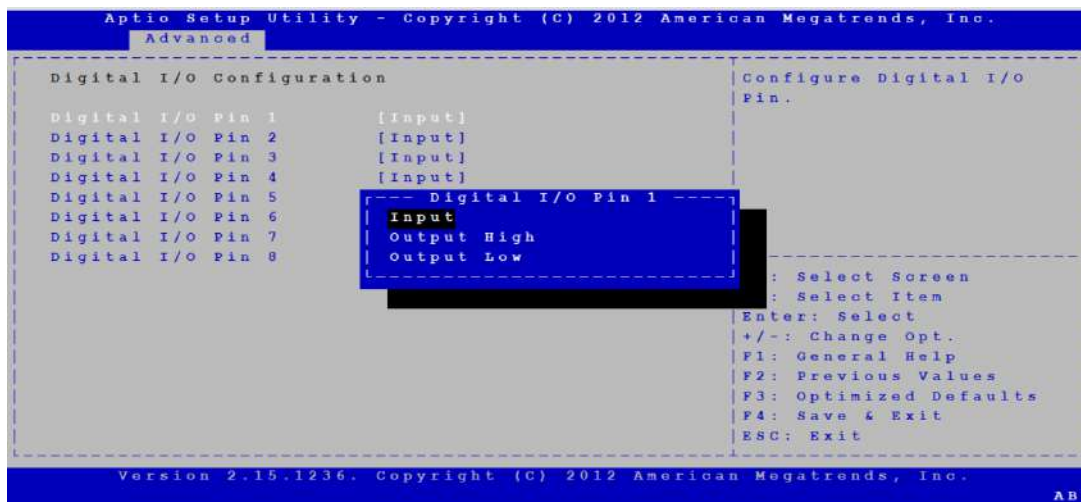 Aptio Setup Utility - Copyright (C) 2012 American Megatrends, Inc.
Advanced
Digital I/O Configuration
Digital I/O Pin 1 [Input]
Digital I/O Pin 2 [Input]
Digital I/O Pin 3 [Input]
Digital I/O Pin 4 [Input]
Digital I/O Pin 5
Digital I/O Pin 6
Digital I/O Pin 7
Digital I/O Pin 8
Digital I/O Pin 1
Input
Output High
Output Low
Configure Digital I/O
Pin.
: Select Screen
: Select Item
Enter: Select
+/-: Change Opt.
F1: General Help
F2: Previous Values
F3: Optimized Defaults
F4: Save & Exit
ESC: Exit
Version 2.15.1236. Copyright (C) 2012 American Megatrends, Inc.
AB